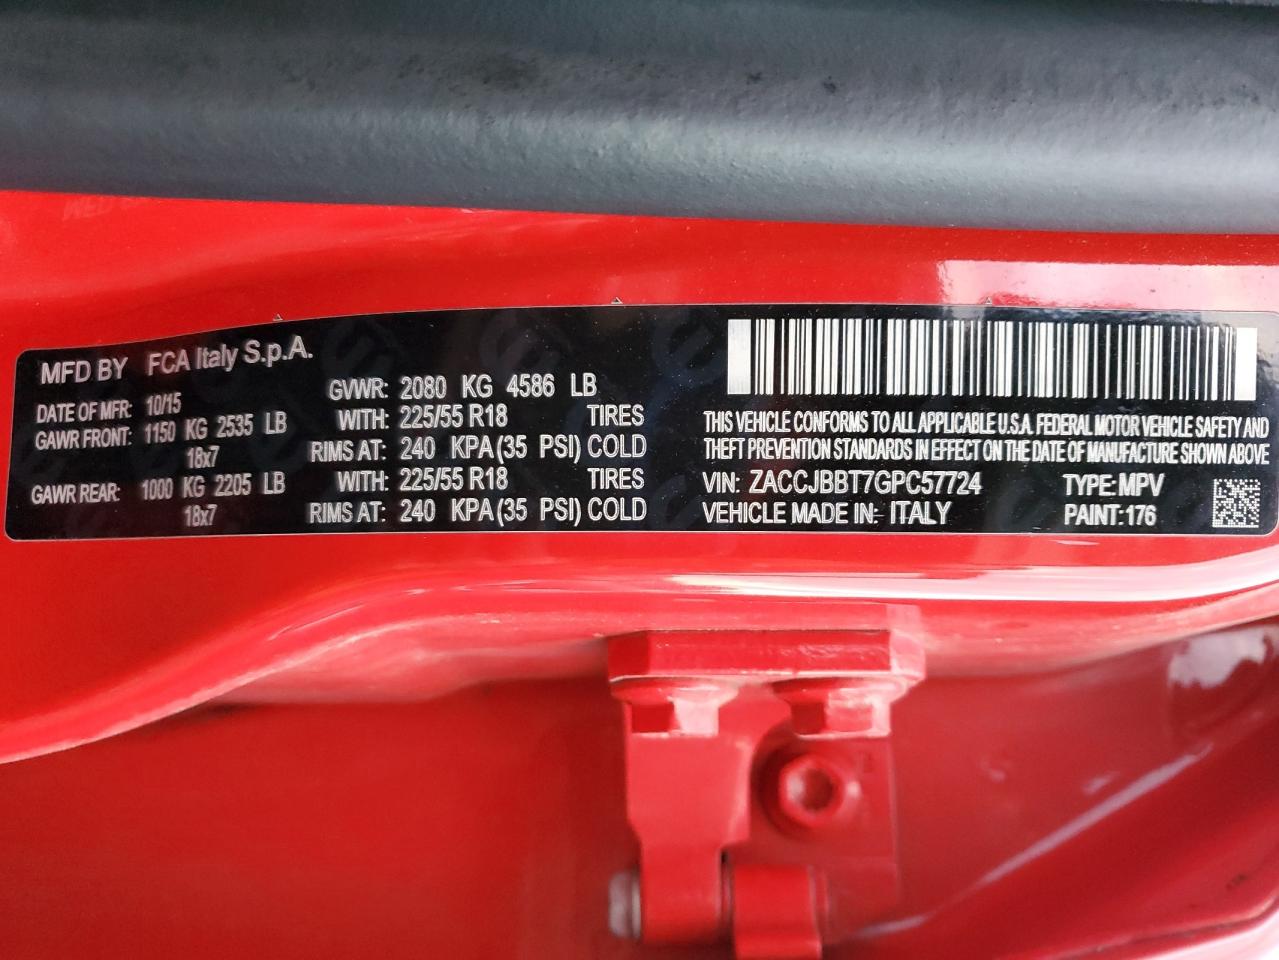 MFD BY FCA Italy S.p.A.
DATE OF MFR: 10/15 GVWR: 2080 KG 4586 LB
GAWR FRONT: 1150 KG 2535 LB WITH: 225/55 R18 TIRES
18x7 RIMS AT: 240 KPA(35 PSI) COLD
GAWR REAR: 1000 KG 2205 LB WITH: 225/55 R18 TIRES
18x7 RIMS AT: 240 KPA(35 PSI) COLD
THIS VEHICLE CONFORMS TO ALL APPLICABLE U.S.A. FEDERAL MOTOR VEHICLE SAFETY AND
THEFT PREVENTION STANDARDS IN EFFECT ON THE DATE OF MANUFACTURE SHOWN ABOVE
VIN: ZACCJBBT7GPC57724 TYPE: MPV
VEHICLE MADE IN: ITALY PAINT: 176